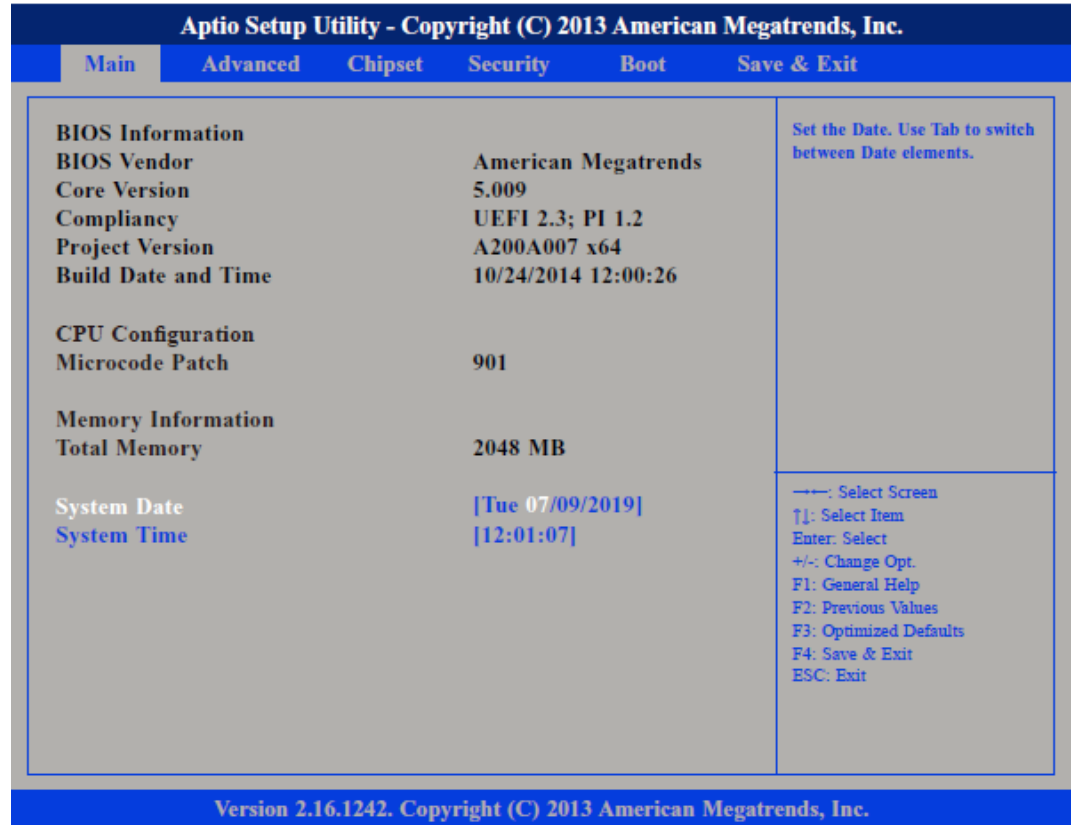 Aptio Setup Utility - Copyright (C) 2013 American Megatrends, Inc.
Main Advanced Chipset Security Boot Save & Exit
BIOS Information
BIOS Vendor American Megatrends
Core Version 5.009
Compliancy UEFI 2.3; PI 1.2
Project Version A200A007 x64
Build Date and Time 10/24/2014 12:00:26
CPU Configuration
Microcode Patch 901
Memory Information
Total Memory 2048 MB
System Date [Tue 07/09/2019]
System Time [12:01:07]
Set the Date. Use Tab to switch
between Date elements.
→←: Select Screen
↑↓: Select Item
Enter: Select
+/-: Change Opt.
F1: General Help
F2: Previous Values
F3: Optimized Defaults
F4: Save & Exit
ESC: Exit
Version 2.16.1242. Copyright (C) 2013 American Megatrends, Inc.